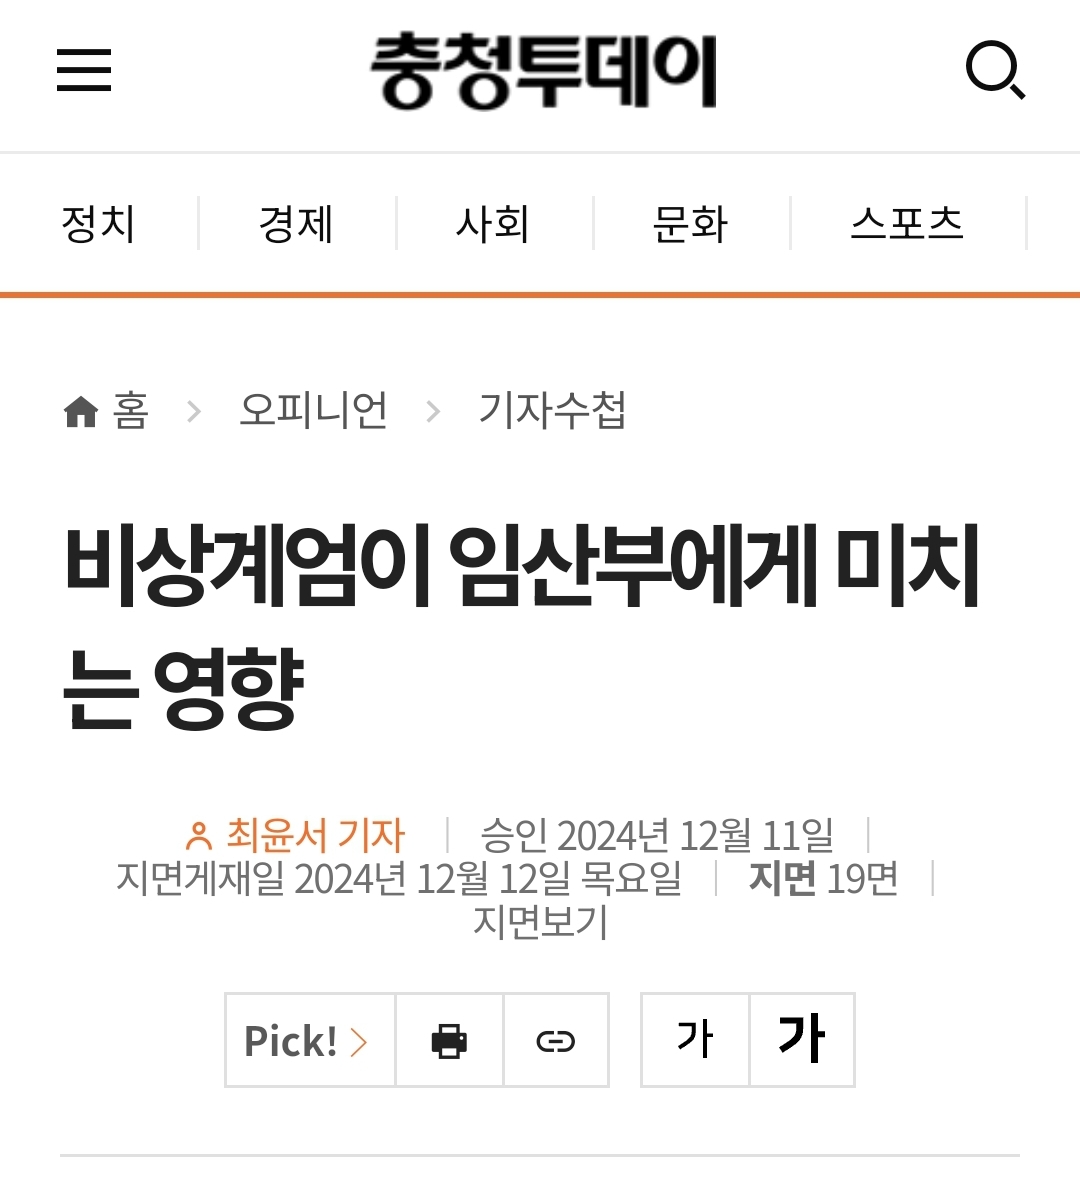 충청투데이
정치 경제 사회 문화 스포츠
홈 > 오피니언 > 기자수첩
비상계엄이 임산부에게 미치
는 영향
최윤서 기자 | 승인 2024년 12월 11일 |
지면게재일 2024년 12월 12일 목요일 | 지면 19면 |
지면보기
Pick! > 가 가